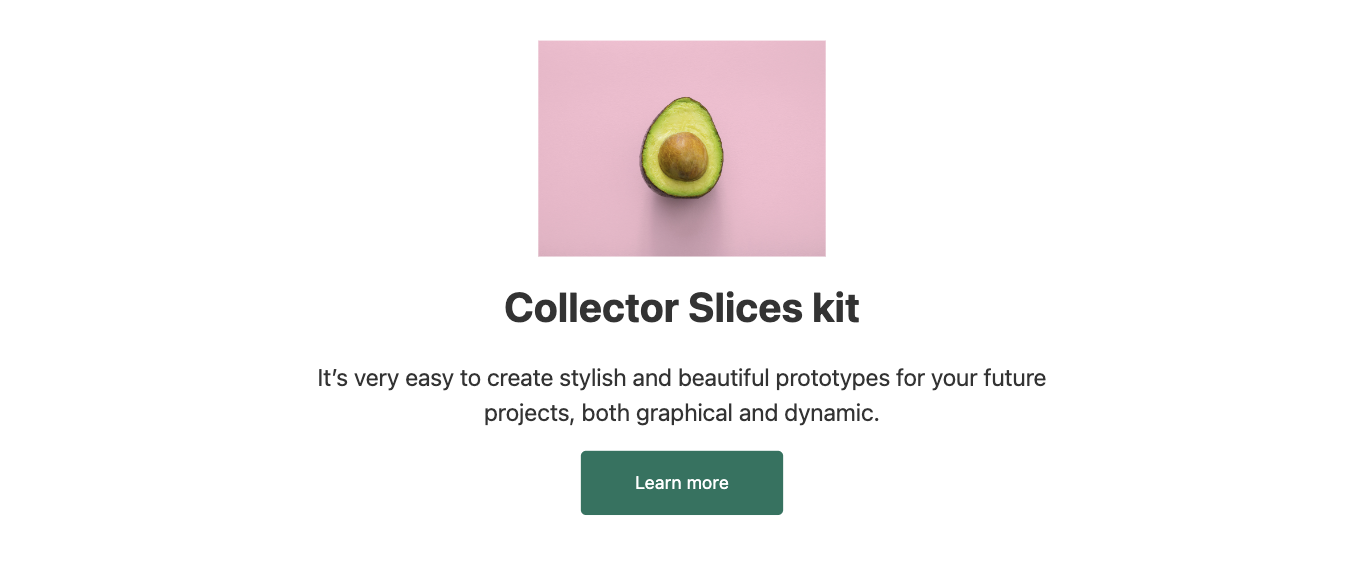 Collector Slices kit
It’s very easy to create stylish and beautiful prototypes for your future
projects, both graphical and dynamic.
Learn more